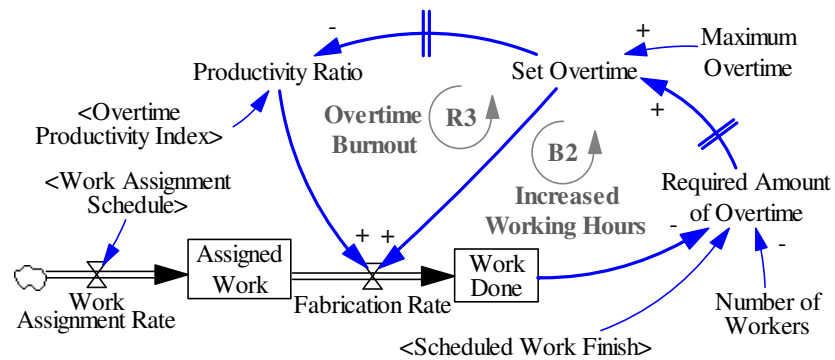 -
+
Maximum
Overtime
Productivity Ratio
Set Overtime
<Overtime
Productivity Index>
Overtime
Burnout
R3
+
B2
<Work Assignment
Schedule>
Increased
Working Hours
Required Amount
of Overtime
-
-
+ +
Assigned
Work
Work
Done
Work
Assignment Rate
Fabrication Rate
Number of
Workers
<Scheduled Work Finish>